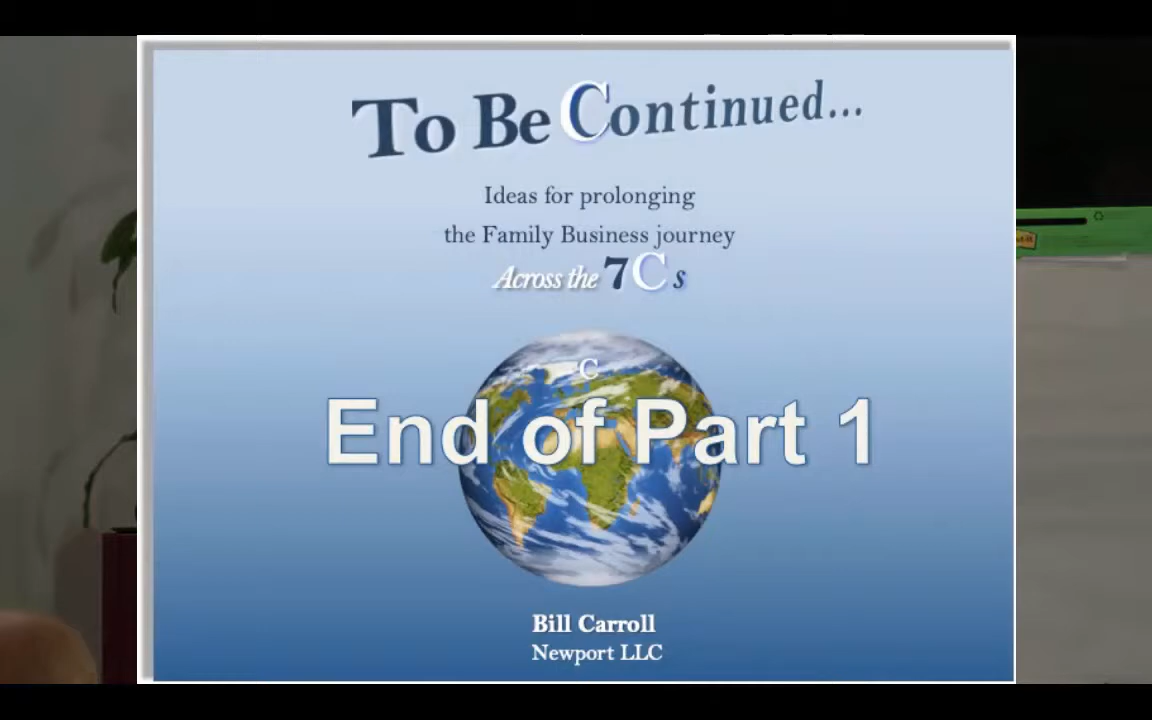 To Be Continued...
Ideas for prolonging
the Family Business journey
Across the 7Cs
C
End of Part 1
Bill Carroll
Newport LLC